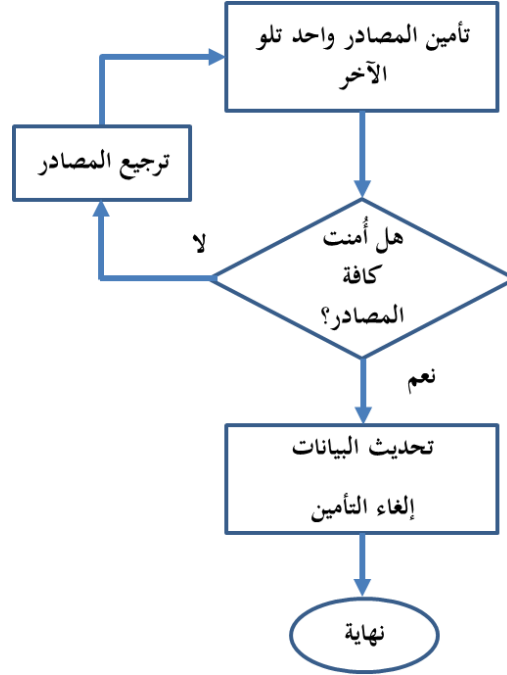 تأمين المصادر واحد تلو
الآخر
ترجيع المصادر
هل أُمنت
كافة
المصادر؟
لا
نعم
تحديث البيانات
إلغاء التأمين
نهاية